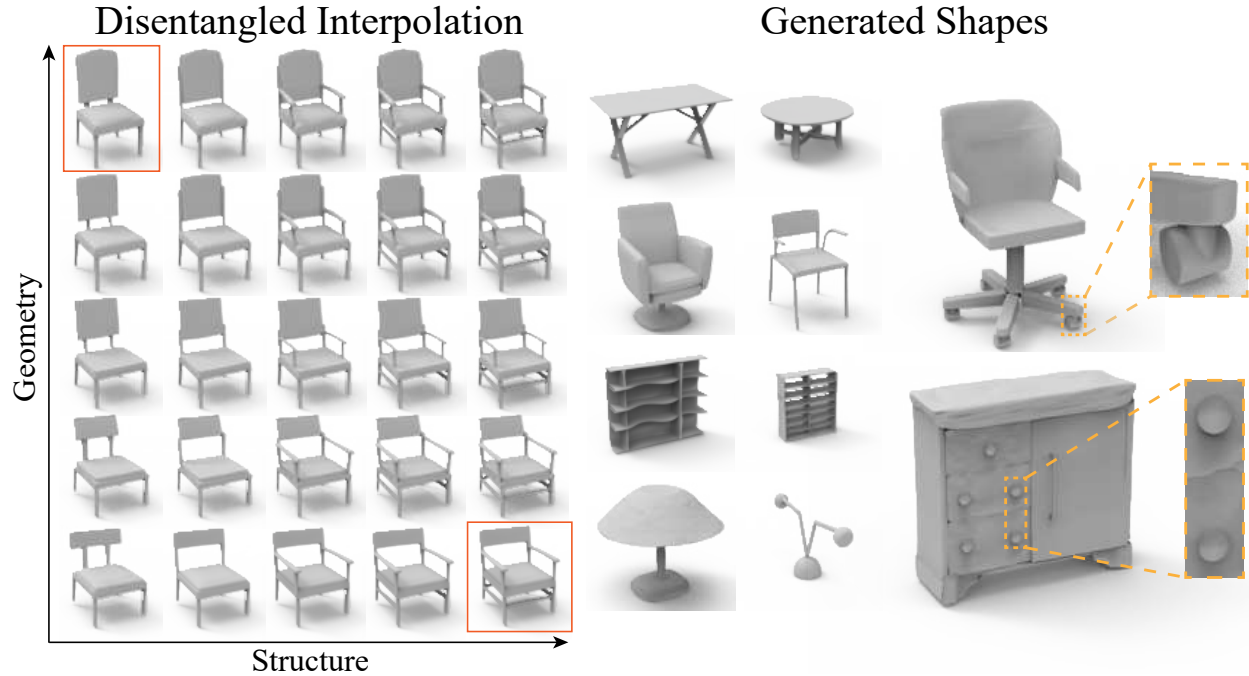 Disentangled Interpolation
Generated Shapes
Geometry
Structure